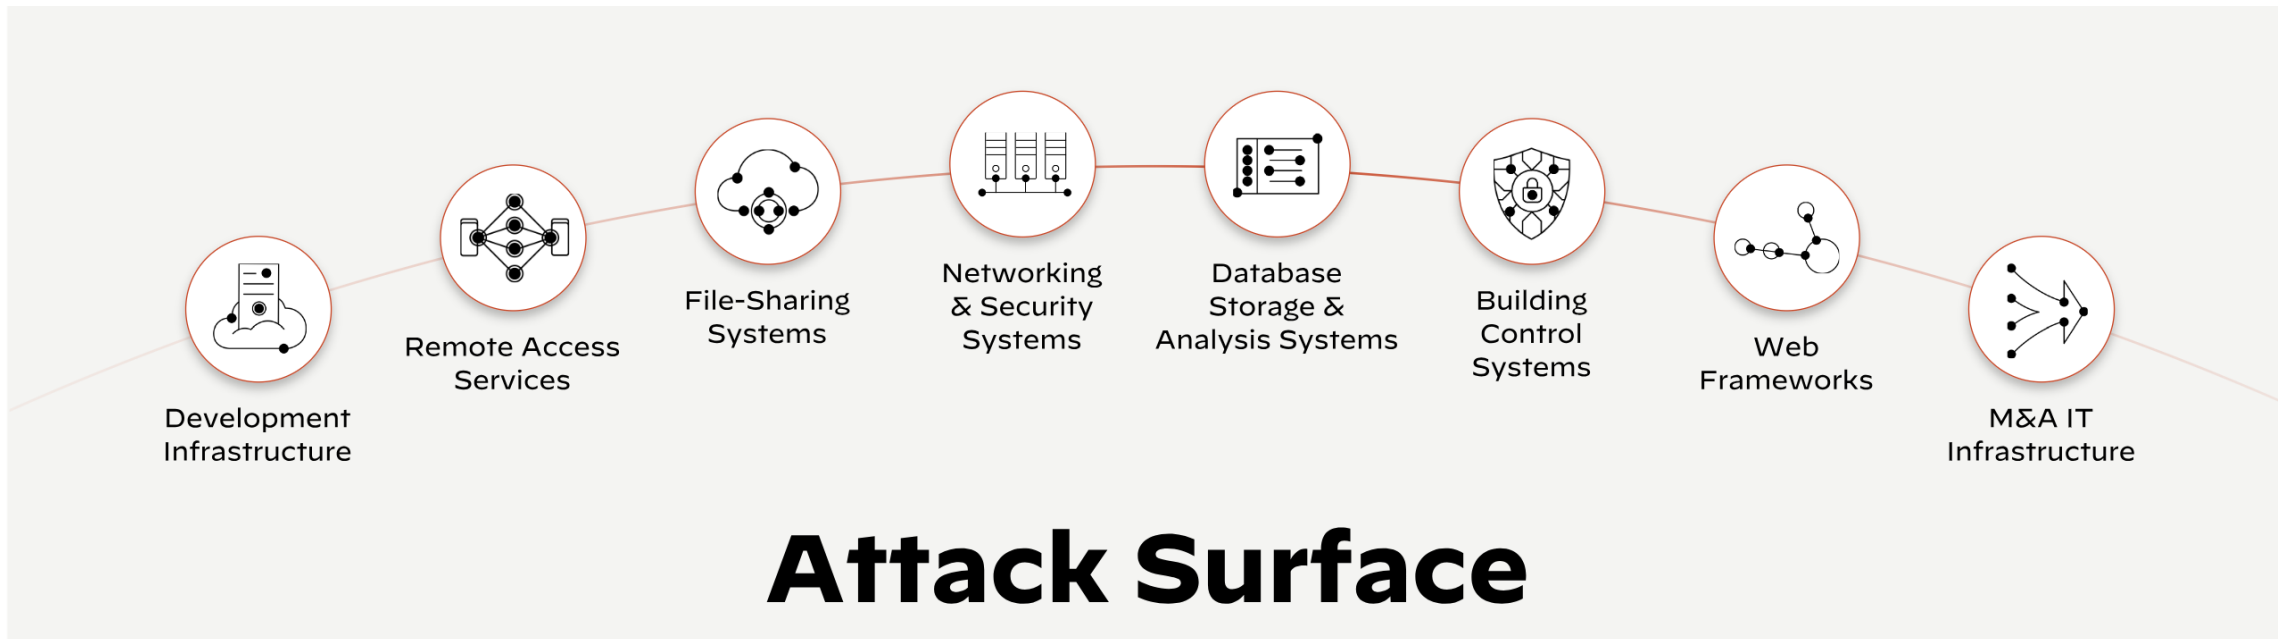 Development
Infrastructure
Remote Access
Services
File-Sharing
Systems
Networking
& Security
Systems
Database
Storage &
Analysis Systems
Building
Control
Systems
Web
Frameworks
M&A IT
Infrastructure
Attack Surface